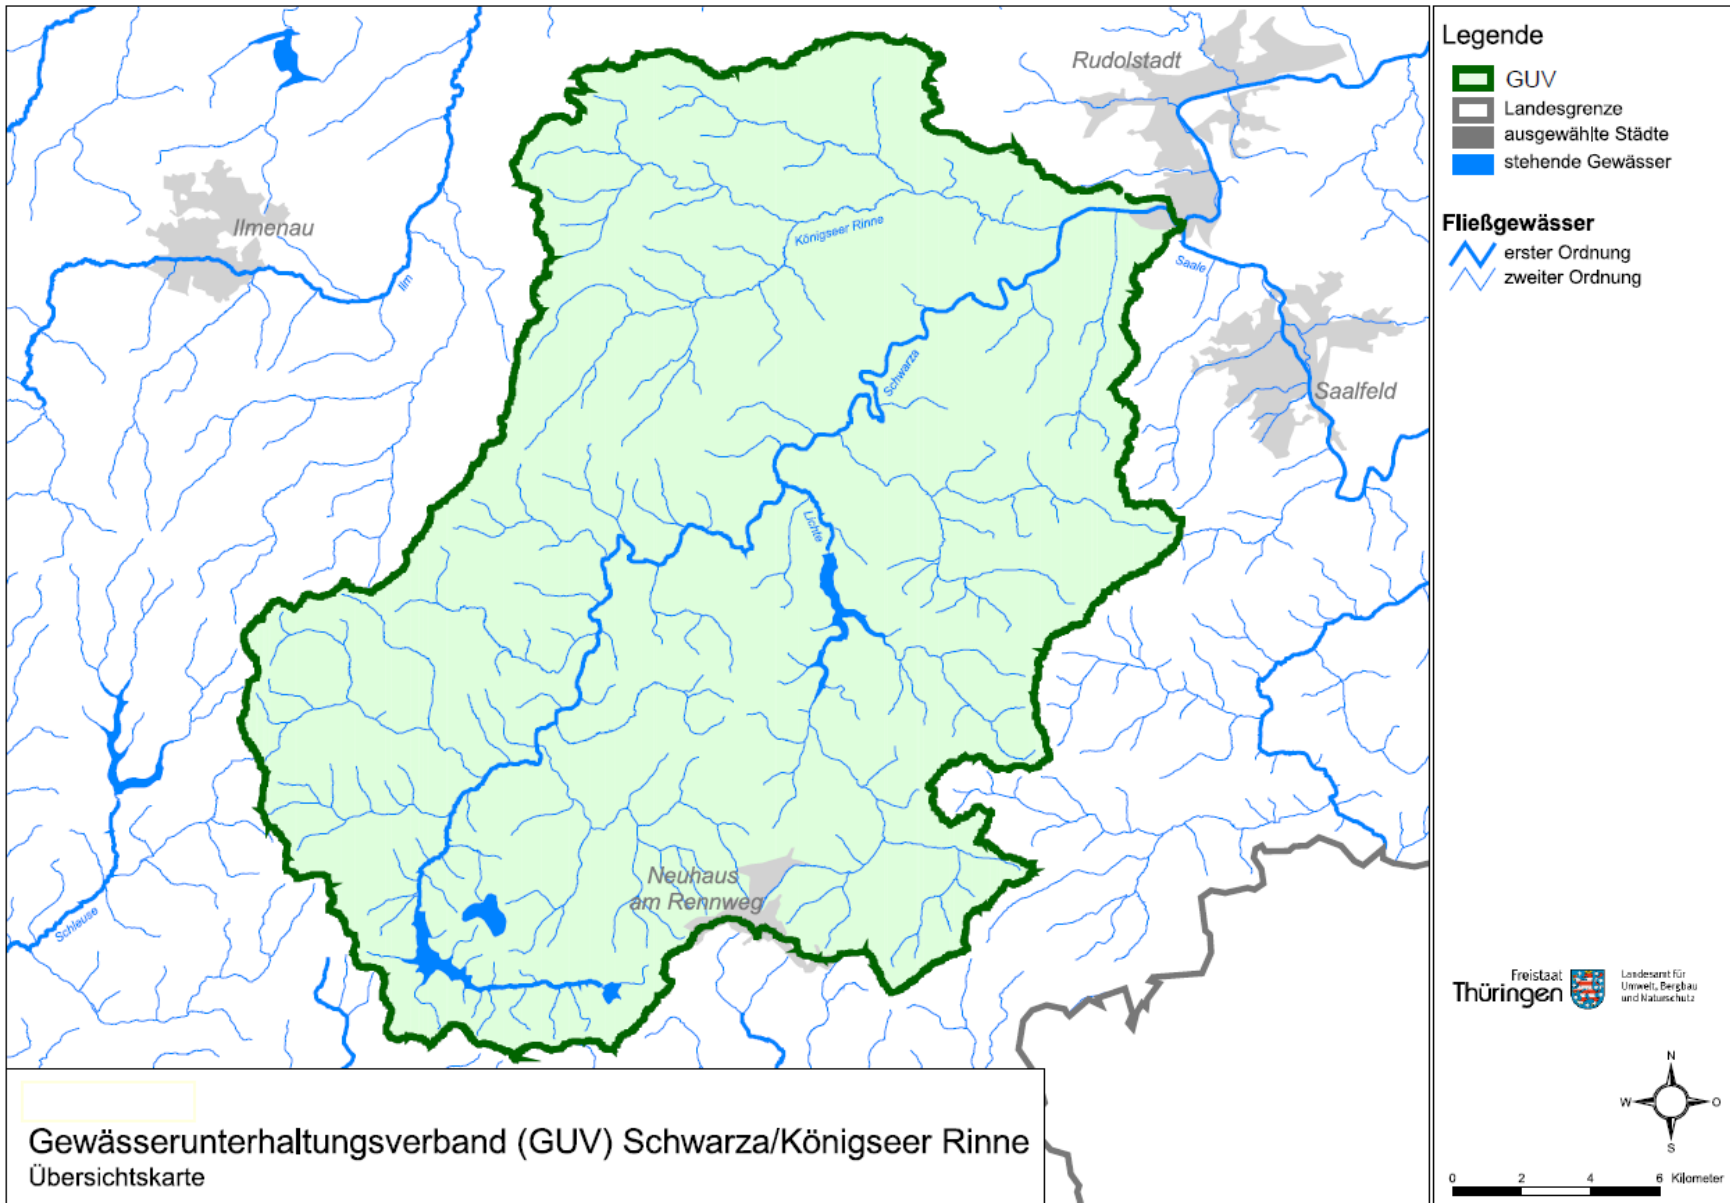 Rudolstadt
Ilmenau
Königseer Rinne
Ilm
Saale
Schwarza
Saalfeld
Lichte
Neuhaus
am Rennweg
Schleuse
Gewässerunterhaltungsverband (GUV) Schwarza/Königseer Rinne
Übersichtskarte
Legende
GUV
Landesgrenze
ausgewählte Städte
stehende Gewässer
Fließgewässer
erster Ordnung
zweiter Ordnung
Freistaat
Thüringen
Landesamt für
Umwelt, Bergbau
und Naturschutz
N
W O
S
0 2 4 6 Kilometer